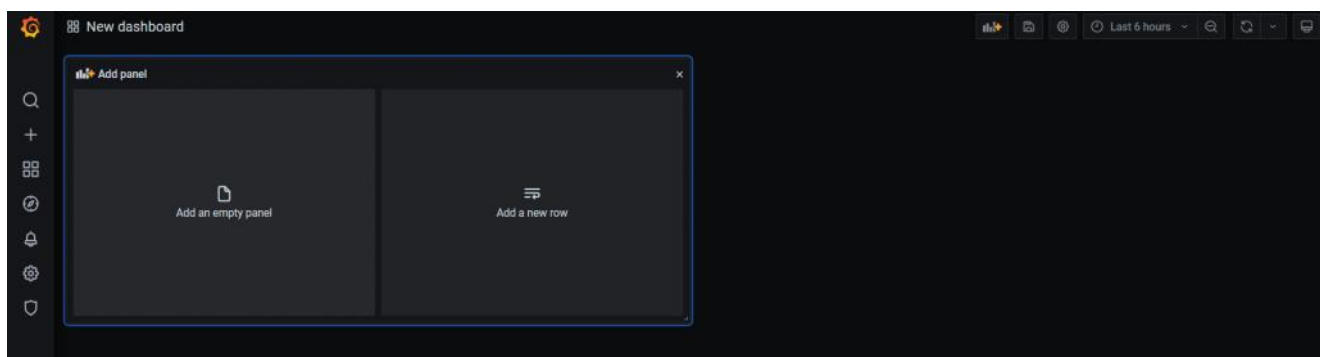 New dashboard
Last 6 hours
Add panel
Add an empty panel
Add a new row